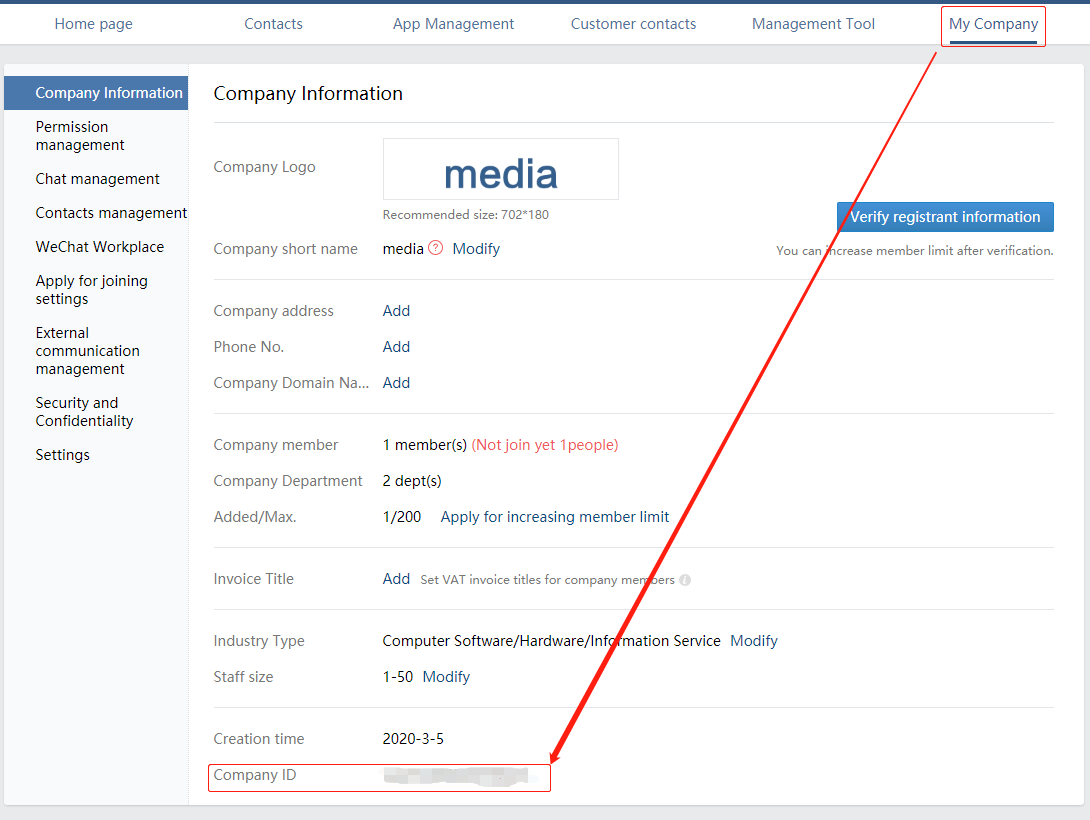 Home page Contacts App Management Customer contacts Management Tool My Company
Company Information
Permission
management
Chat management
Contacts management
WeChat Workplace
Apply for joining
settings
External
communication
management
Security and
Confidentiality
Settings
Company Information
Company Logo media
Recommended size: 702*180
Verify registrant information
Company short name media ? Modify
You can increase member limit after verification.
Company address Add
Phone No. Add
Company Domain Na... Add
Company member 1 member(s) (Not join yet 1people)
Company Department 2 dept(s)
Added/Max. 1/200 Apply for increasing member limit
Invoice Title Add Set VAT invoice titles for company members i
Industry Type Computer Software/Hardware/Information Service Modify
Staff size 1-50 Modify
Creation time 2020-3-5
Company ID